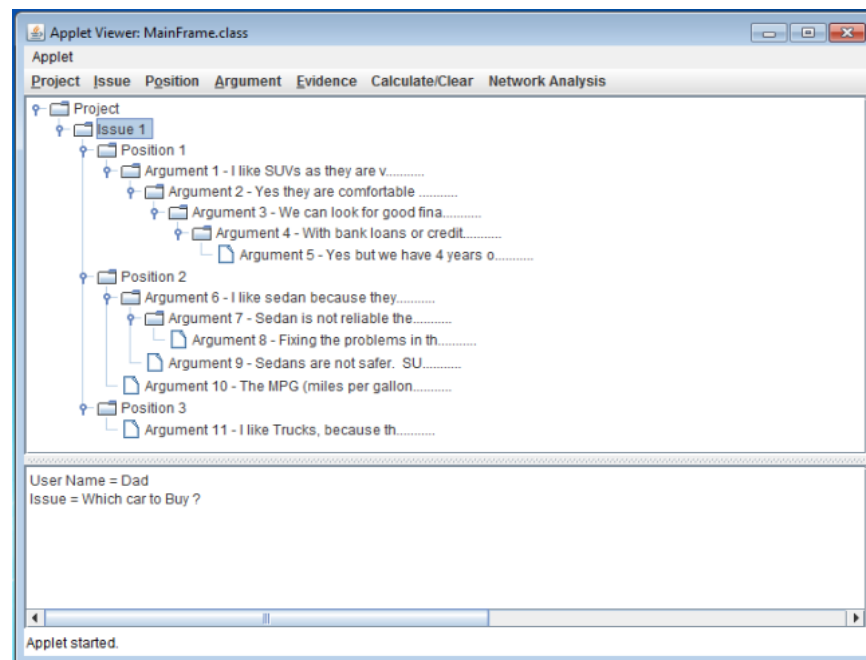 Applet Viewer: MainFrame.class
Applet
Project Issue Position Argument Evidence Calculate/Clear Network Analysis
Project
Issue 1
Position 1
Argument 1 - I like SUVs as they are v...........
Argument 2 - Yes they are comfortable ...........
Argument 3 - We can look for good fina...........
Argument 4 - With bank loans or credit...........
Argument 5 - Yes but we have 4 years o...........
Position 2
Argument 6 - I like sedan because they...........
Argument 7 - Sedan is not reliable the...........
Argument 8 - Fixing the problems in th...........
Argument 9 - Sedans are not safer.  SU...........
Argument 10 - The MPG (miles per gallon...........
Position 3
Argument 11 - I like Trucks, because th...........
User Name = Dad
Issue = Which car to Buy ?
Applet started.